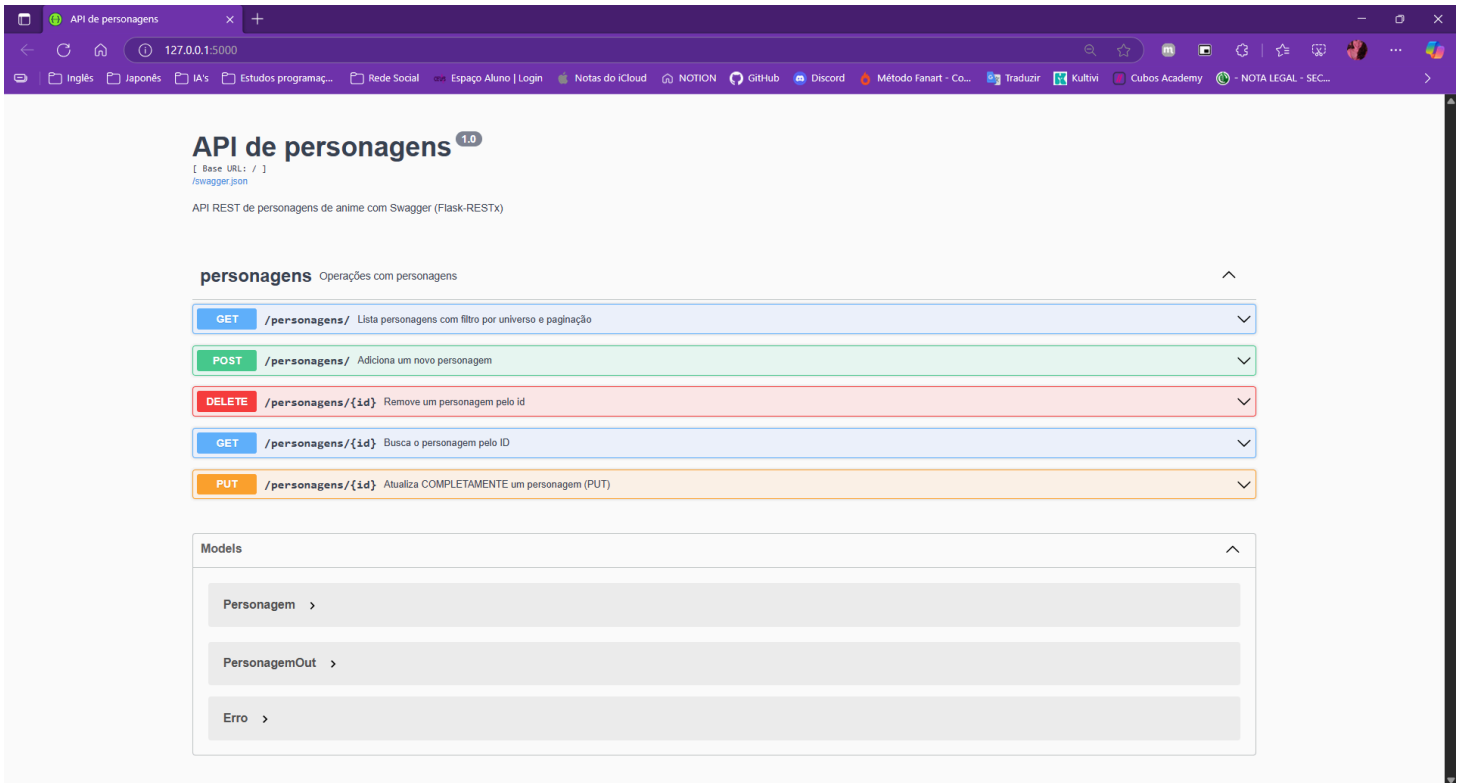 API de personagens
127.0.0.1:5000
Inglês Japonês IA's Estudos programaç... Rede Social Espaço Aluno | Login Notas do iCloud NOTION GitHub Discord Método Fanart - Co... Traduzir Kultivi Cubos Academy - NOTA LEGAL - SEC...
API de personagens 1.0
[ Base URL: / ]
/swagger.json
API REST de personagens de anime com Swagger (Flask-RESTx)
personagens Operações com personagens
GET /personagens/ Lista personagens com filtro por universo e paginação
POST /personagens/ Adiciona um novo personagem
DELETE /personagens/{id} Remove um personagem pelo id
GET /personagens/{id} Busca o personagem pelo ID
PUT /personagens/{id} Atualiza COMPLETAMENTE um personagem (PUT)
Models
Personagem
PersonagemOut
Erro